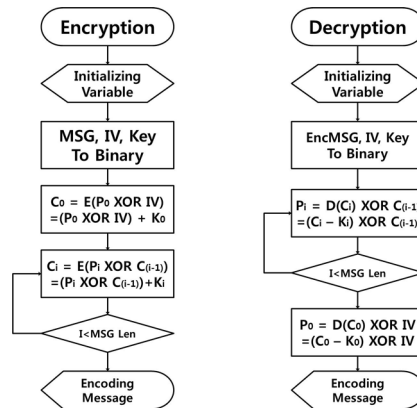 Encryption
Initializing
Variable
MSG, IV, Key
To Binary
C₀ = E(P₀ XOR IV)
=(P₀ XOR IV) + K₀
Cᵢ = E(Pᵢ XOR C₍ᵢ₋₁₎)
=(Pᵢ XOR C₍ᵢ₋₁₎)+Kᵢ
I<MSG Len
Encoding
Message
Decryption
Initializing
Variable
EncMSG, IV, Key
To Binary
Pᵢ = D(Cᵢ) XOR C₍ᵢ₋₁₎
=(Cᵢ – Kᵢ) XOR C₍ᵢ₋₁₎
I<MSG Len
P₀ = D(C₀) XOR IV
=(C₀ – K₀) XOR IV
Encoding
Message